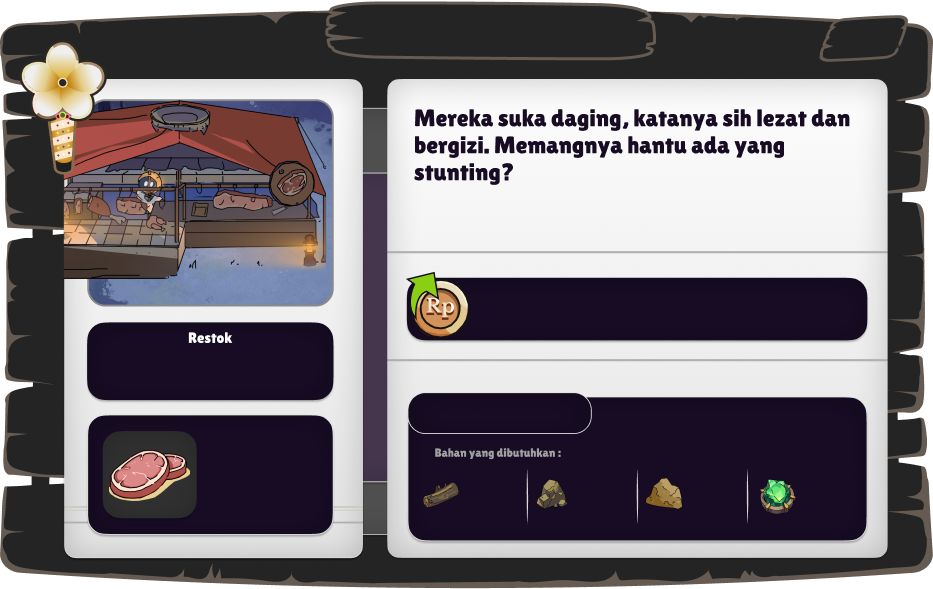 Mereka suka daging, katanya sih lezat dan
bergizi. Memangnya hantu ada yang
stunting?
Rp
Restok
Bahan yang dibutuhkan :